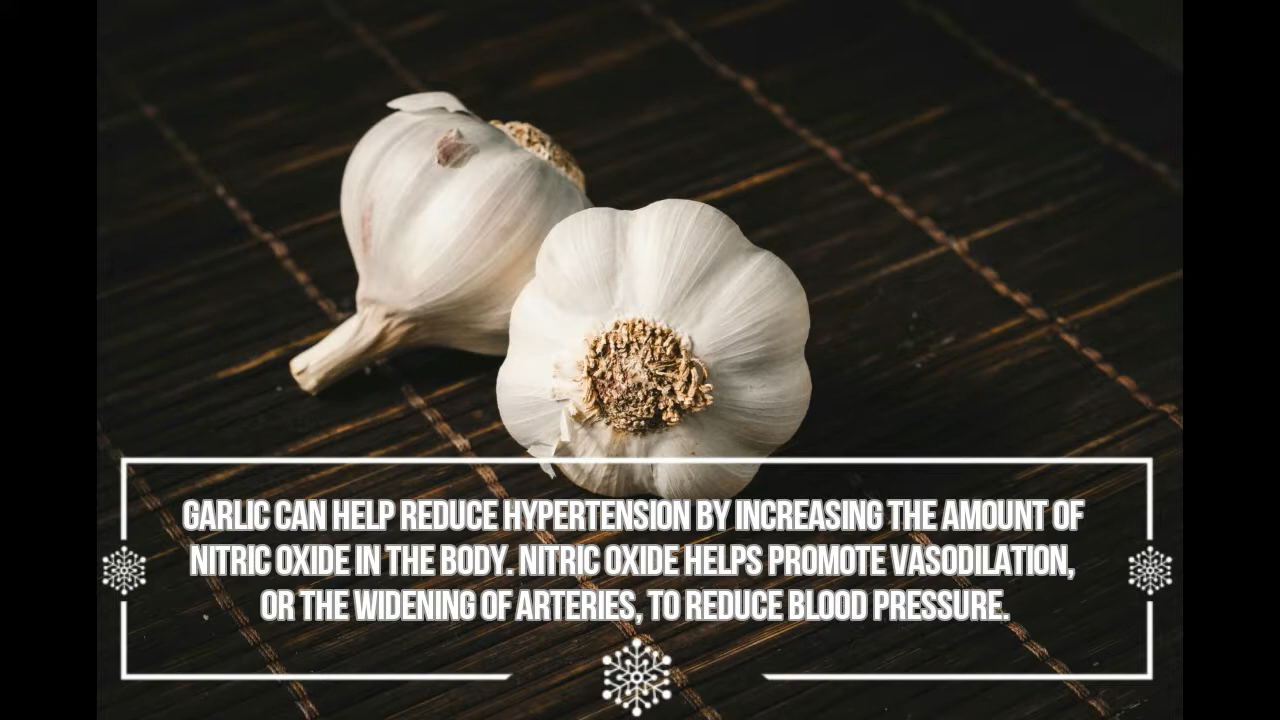 GARLIC CAN HELP REDUCE HYPERTENSION BY INCREASING THE AMOUNT OF
NITRIC OXIDE IN THE BODY. NITRIC OXIDE HELPS PROMOTE VASODILATION,
OR THE WIDENING OF ARTERIES, TO REDUCE BLOOD PRESSURE.